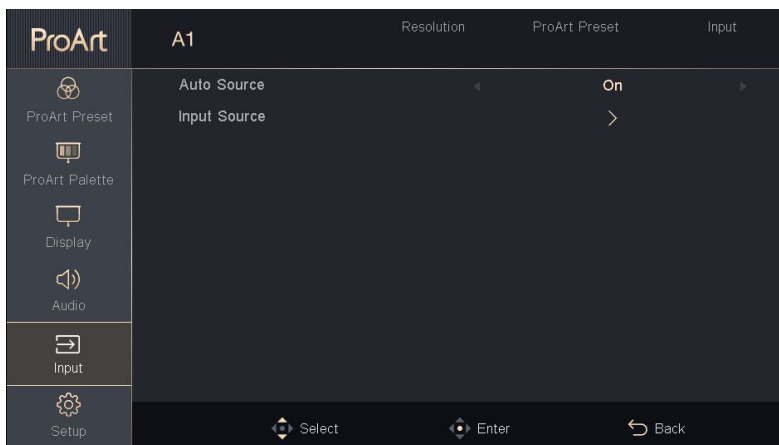 ProArt
A1
Resolution
ProArt Preset
Input
ProArt Preset
ProArt Palette
Display
Audio
Input
Setup
Auto Source
On
Input Source
Select
Enter
Back